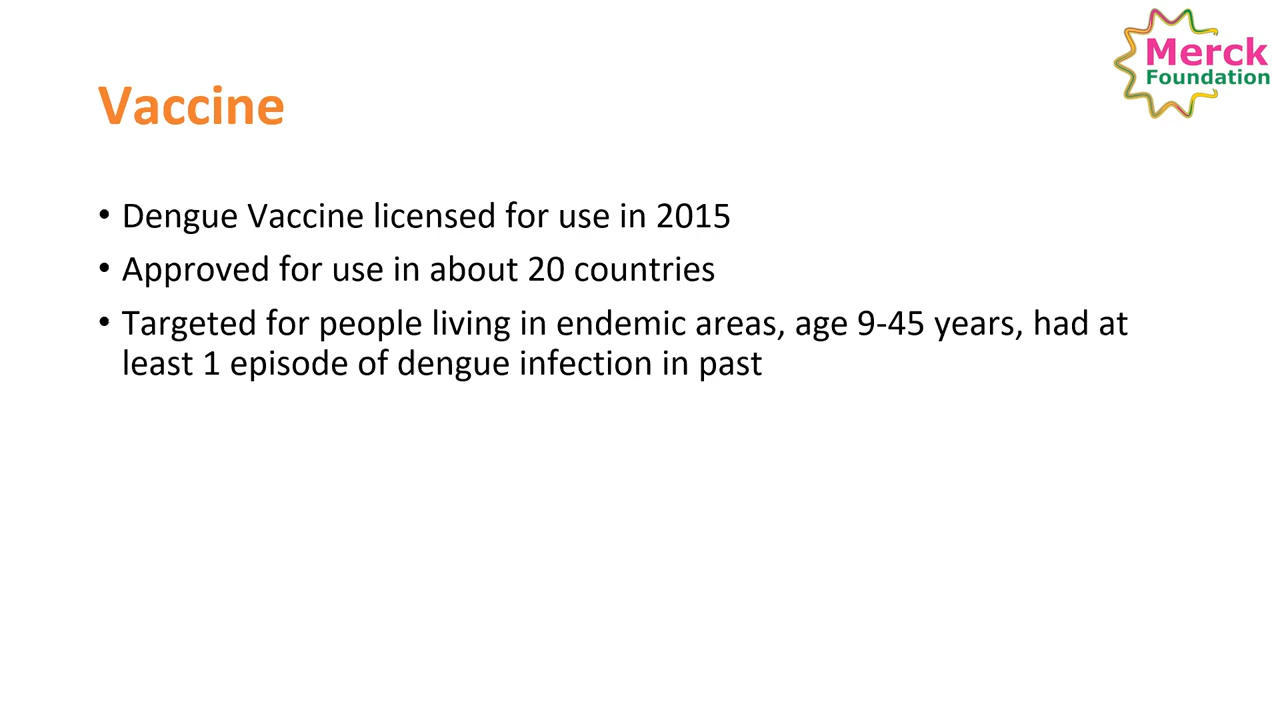 Merck
Foundation
Vaccine
• Dengue Vaccine licensed for use in 2015
• Approved for use in about 20 countries
• Targeted for people living in endemic areas, age 9-45 years, had at
least 1 episode of dengue infection in past